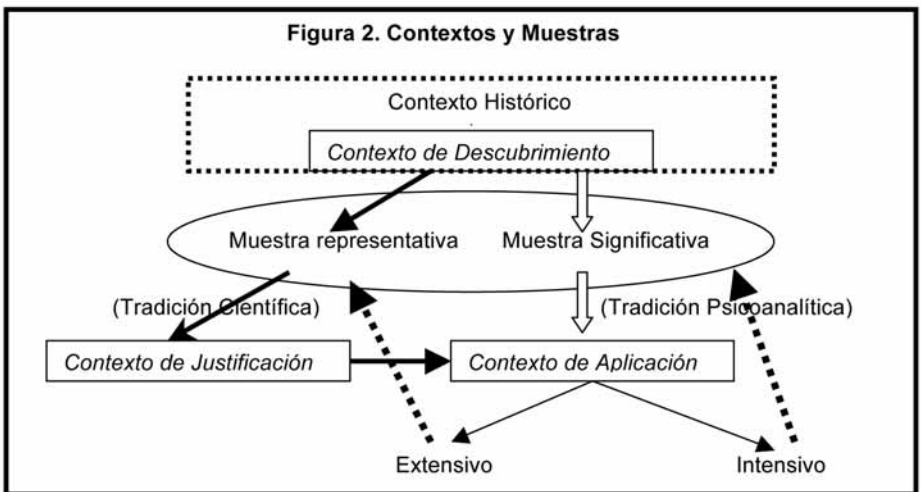 Figura 2. Contextos y Muestras
Contexto Histórico
Contexto de Descubrimiento
Muestra representativa Muestra Significativa
(Tradición Científica) (Tradición Psicoanalítica)
Contexto de Justificación Contexto de Aplicación
Extensivo Intensivo